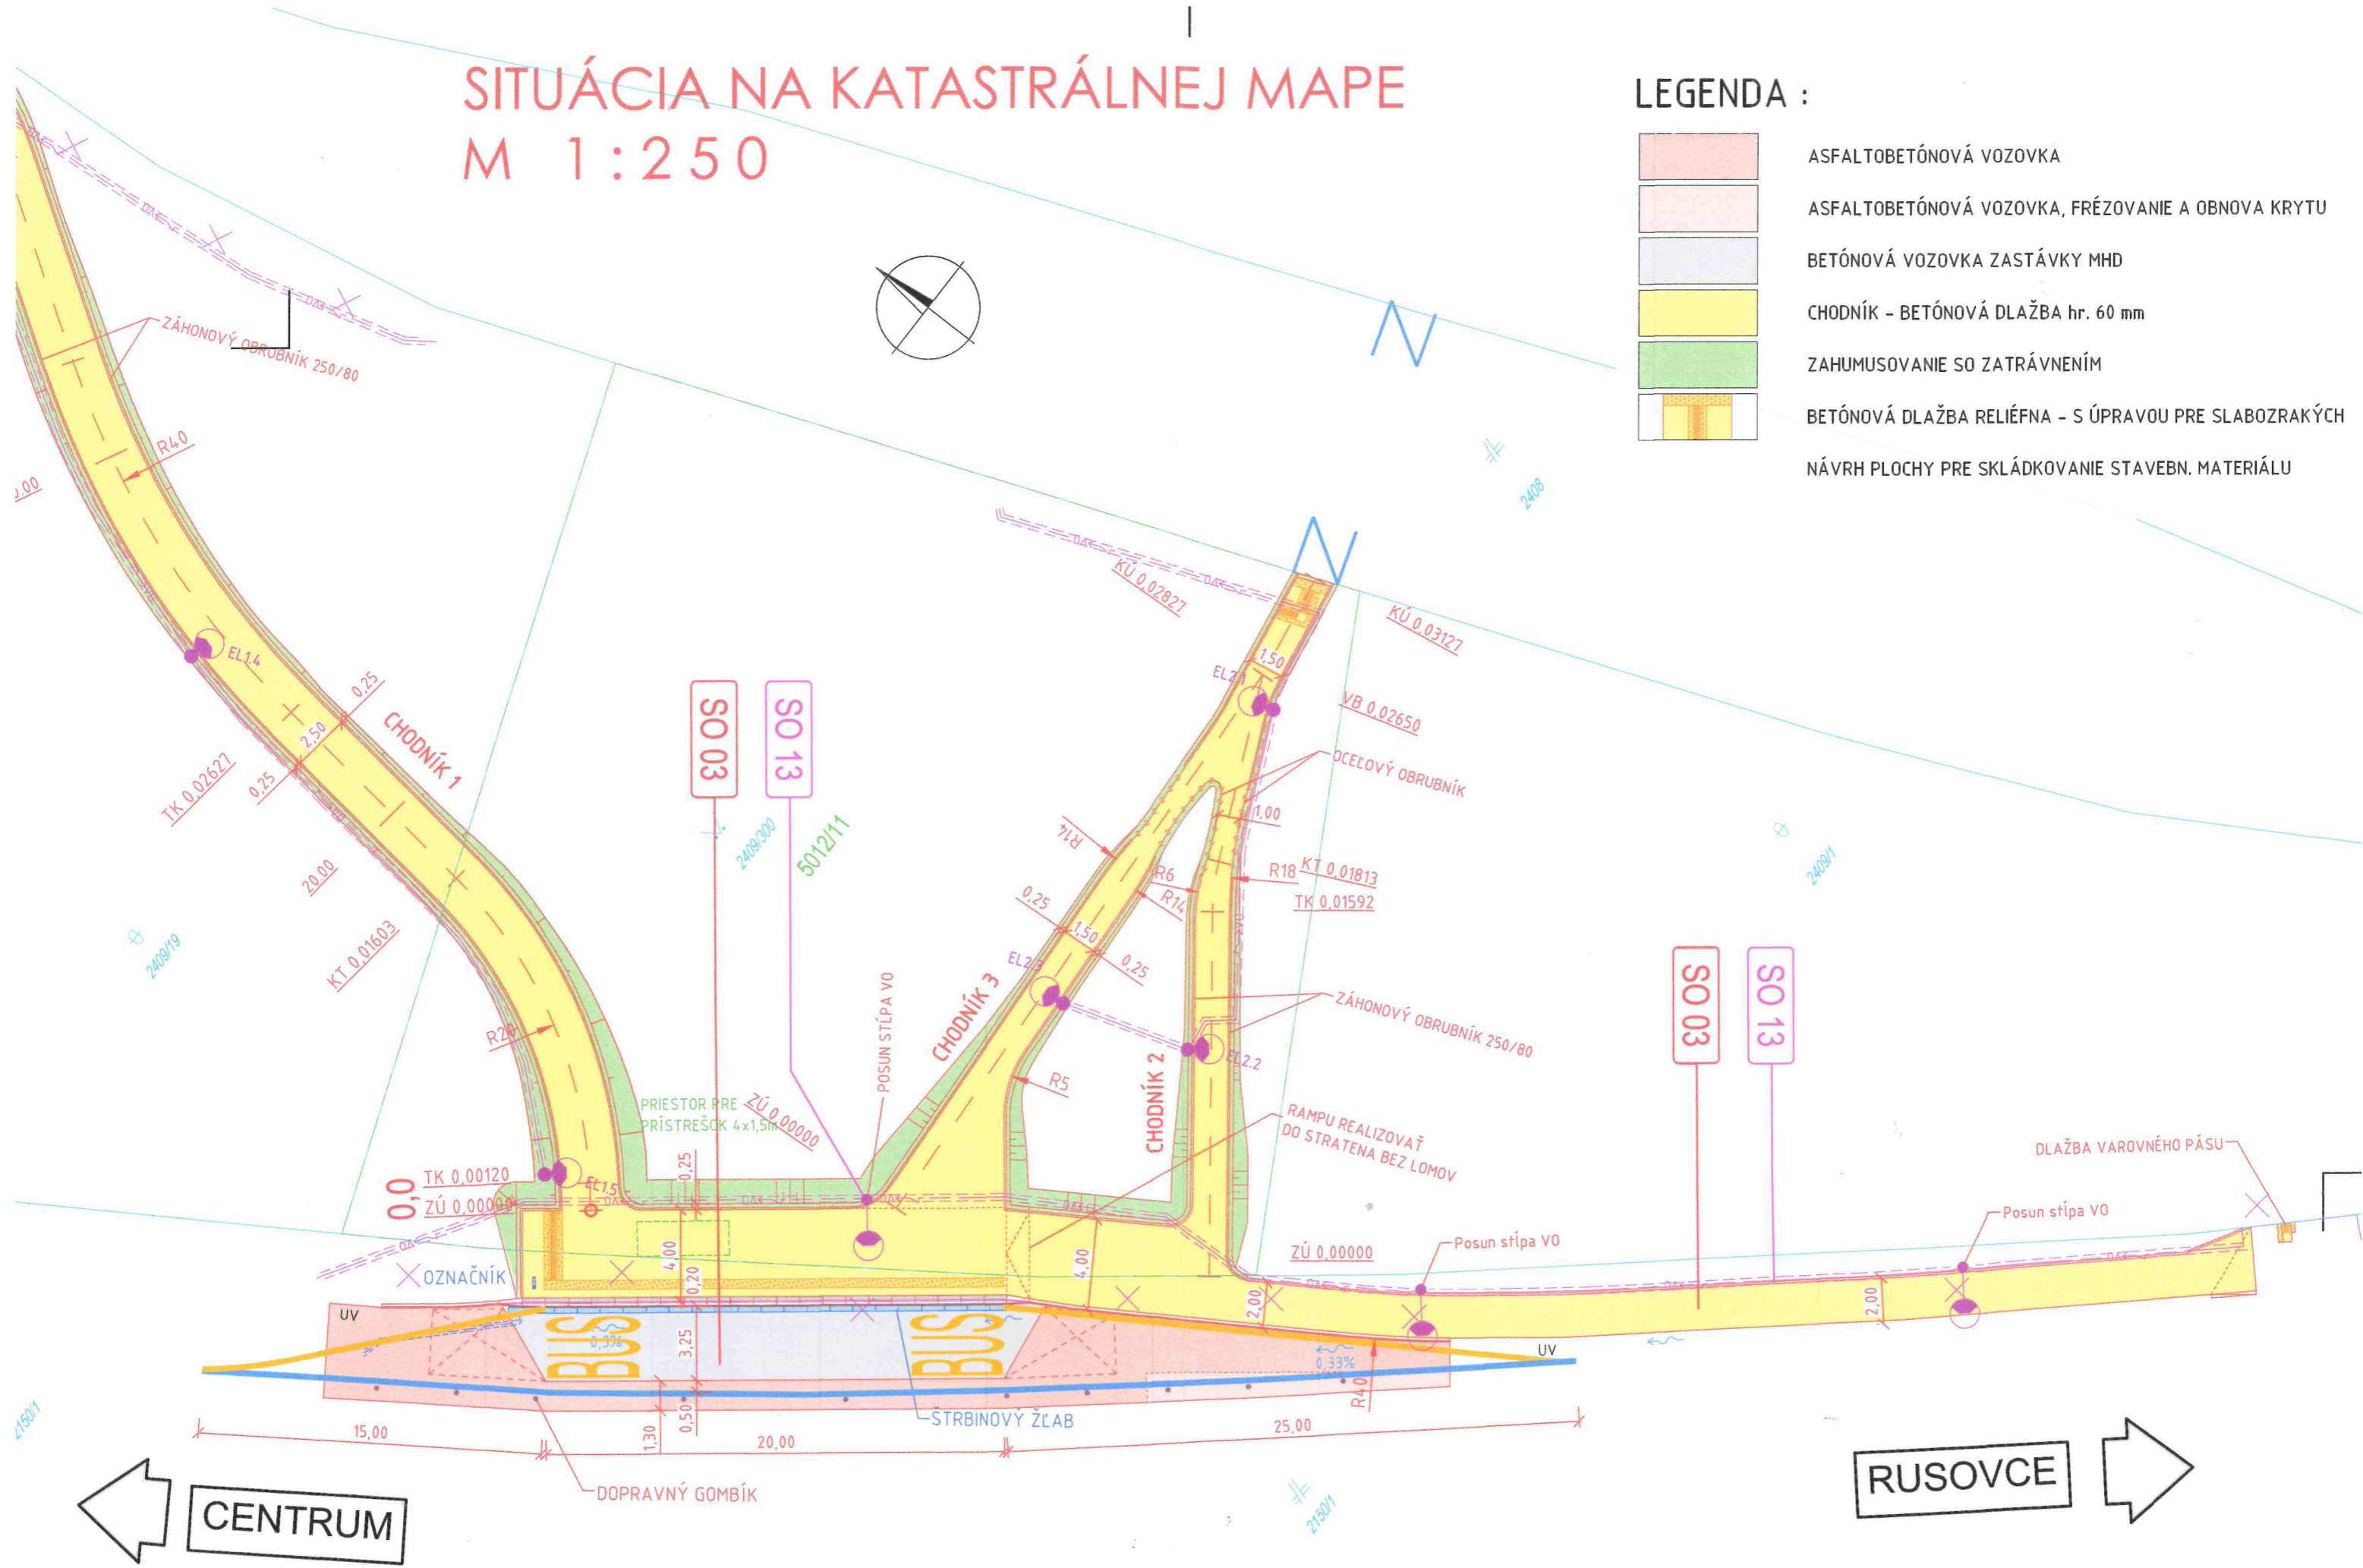 SITUÁCIA NA KATASTRÁLNEJ MAPE
M 1:250
LEGENDA :
ASFALTOBETÓNOVÁ VOZOVKA
ASFALTOBETÓNOVÁ VOZOVKA, FRÉZOVANIE A OBNOVA KRYTU
BETÓNOVÁ VOZOVKA ZASTÁVKY MHD
CHODNÍK - BETÓNOVÁ DLAŽBA hr. 60 mm
ZAHUMUSOVANIE SO ZATRÁVNENÍM
BETÓNOVÁ DLAŽBA RELIÉFNA - S ÚPRAVOU PRE SLABOZRAKÝCH
NÁVRH PLOCHY PRE SKLÁDKOVANIE STAVEBN. MATERIÁLU
ZÁHONOVÝ OBRUBNÍK 250/80
R40
2408
KÚ 0,02827
KÚ 0,03127
EL1.4
0,25
2,50
0,25
CHODNÍK 1
TK 0,02627
20.00
KT 0,01603
2409/19
R20
SO 03
SO 13
2409/300
5012/11
1,50
EL2.1
VB 0,02650
OCEĽOVÝ OBRUBNÍK
1,00
R14
R6
R14
R18
KT 0,01813
TK 0,01592
2409/1
0,25
1,50
0,25
EL2.3
CHODNÍK 3
POSUN STĹPA VO
ZÁHONOVÝ OBRUBNÍK 250/80
EL2.2
CHODNÍK 2
R5
SO 03
SO 13
PRIESTOR PRE
PRÍSTREŠOK 4x1,5m
ZÚ 0,00000
RAMPU REALIZOVAŤ
DO STRATENA BEZ LOMOV
DLAŽBA VAROVNÉHO PÁSU
0,0
TK 0,00120
ZÚ 0,00000
EL1.5
0,25
4,00
0,20
4,00
ZÚ 0,00000
Posun stĺpa VO
Posun stĺpa VO
OZNAČNÍK
2,00
2,00
UV
BUS
0,3%
3,25
BUS
0,33%
UV
R40
0,50
1,30
ŠTRBINOVÝ ŽĽAB
15,00
20,00
25,00
DOPRAVNÝ GOMBÍK
2150/1
CENTRUM
RUSOVCE